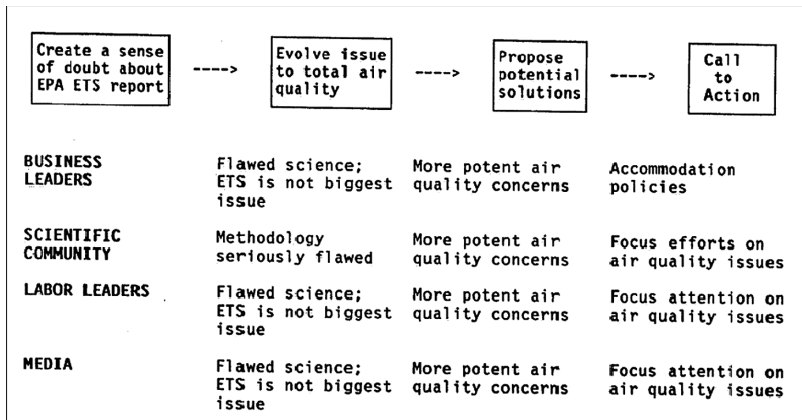 Create a sense
of doubt about
EPA ETS report
---->
Evolve issue
to total air
quality
---->
Propose
potential
solutions
---->
Call
to
Action
BUSINESS
LEADERS
Flawed science;
ETS is not biggest
issue
More potent air
quality concerns
Accommodation
policies
SCIENTIFIC
COMMUNITY
Methodology
seriously flawed
More potent air
quality concerns
Focus efforts on
air quality issues
LABOR LEADERS
Flawed science;
ETS is not biggest
issue
More potent air
quality concerns
Focus attention on
air quality issues
MEDIA
Flawed science;
ETS is not biggest
issue
More potent air
quality concerns
Focus attention on
air quality issues